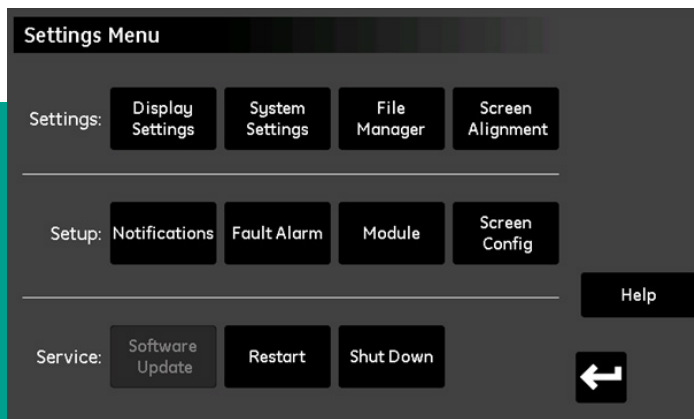 Settings Menu
Settings:
Display
Settings
System
Settings
File
Manager
Screen
Alignment
Setup:
Notifications
Fault Alarm
Module
Screen
Config
Help
Service:
Software
Update
Restart
Shut Down